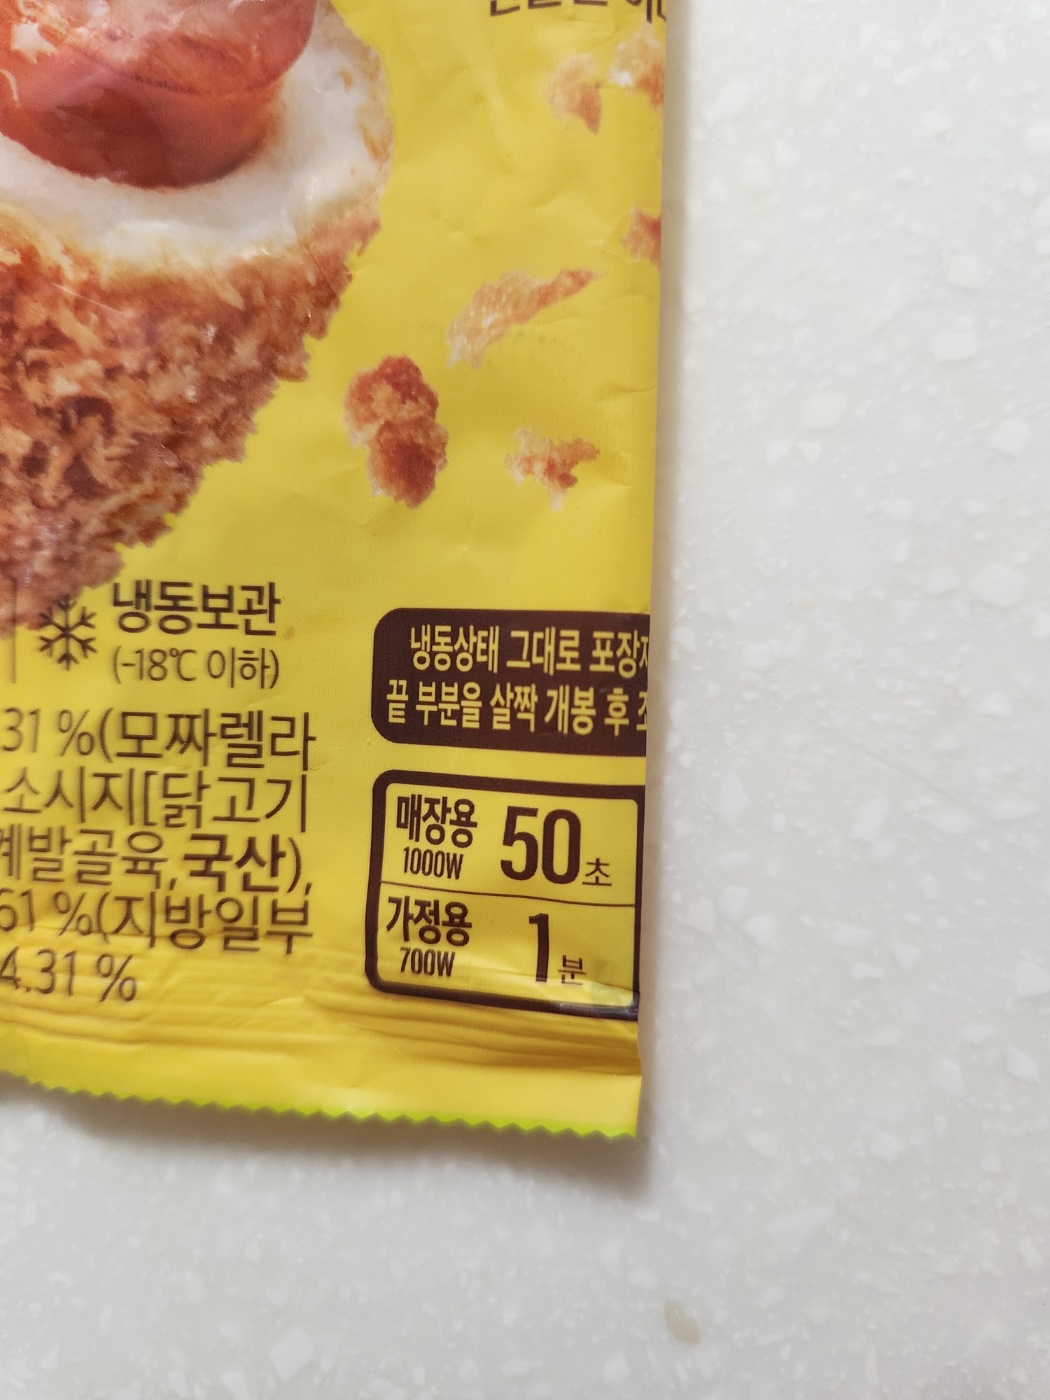 냉동보관
(-18℃ 이하)
31 %(모짜렐라
소시지[닭고기
계발골육,국산),
61 %(지방일부
4.31 %
냉동상태 그대로
끝 부분을 살짝 개봉 후
매장용 50초
1000W
가정용 1분
700W